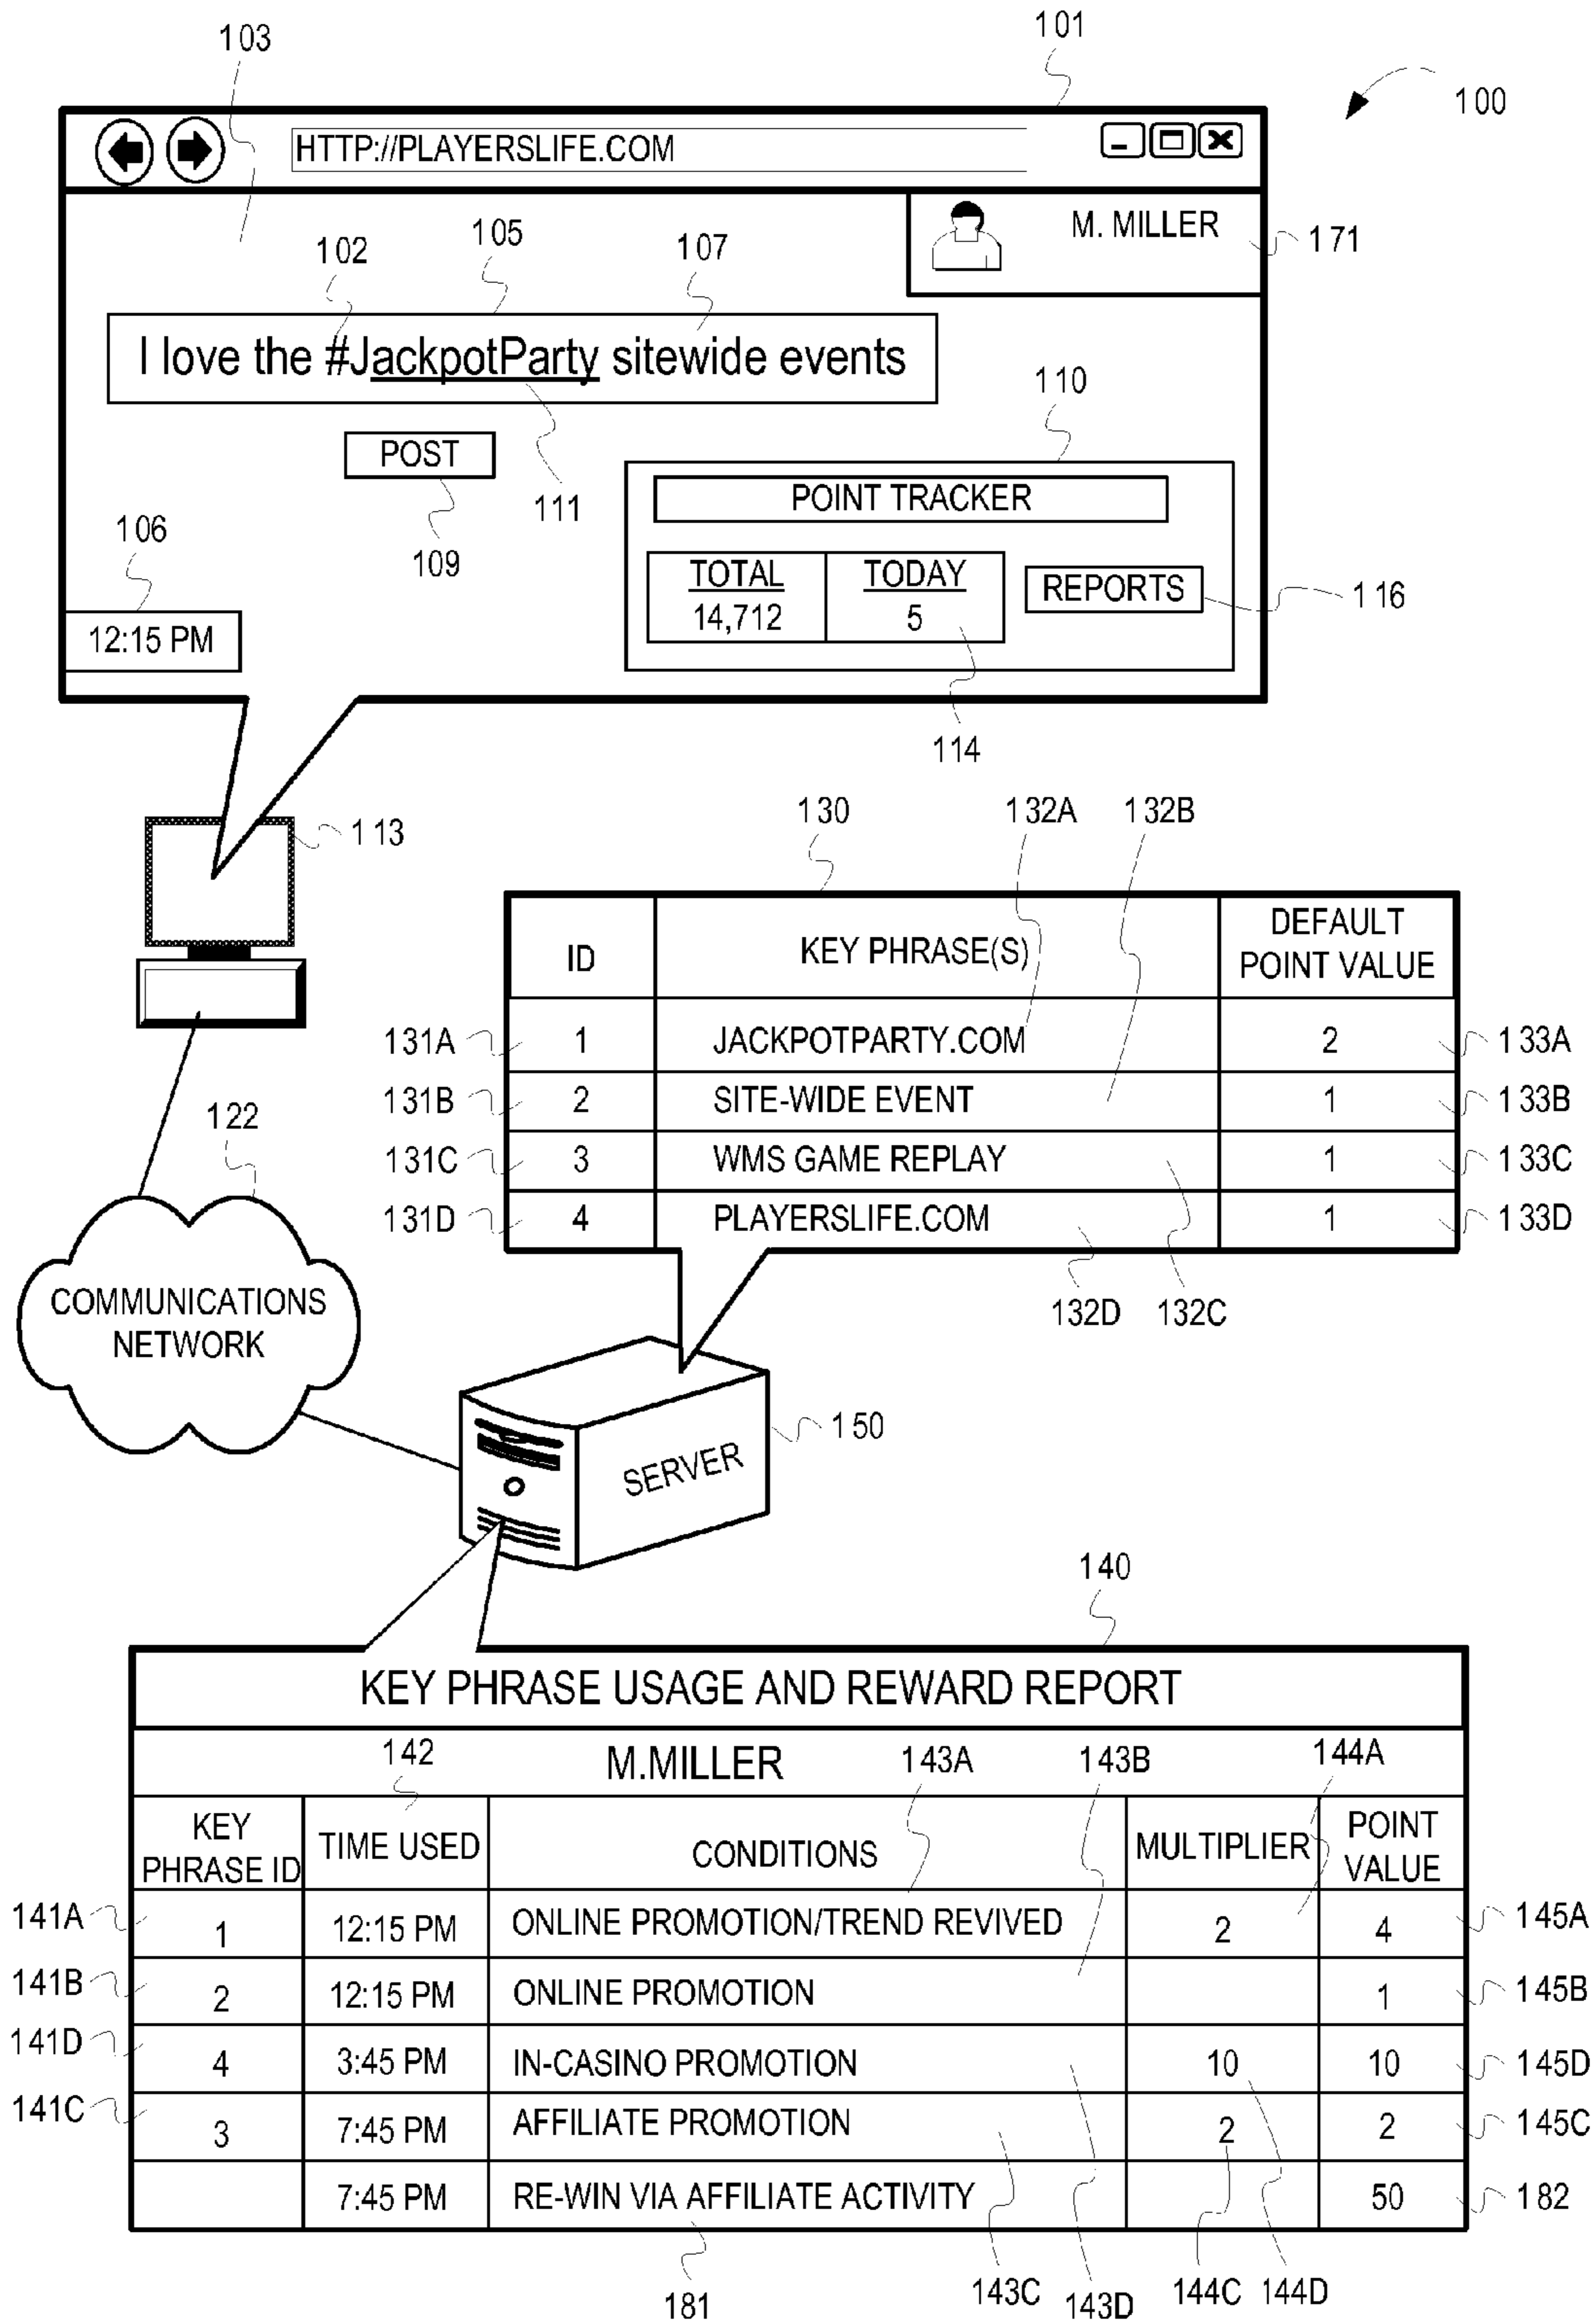 103
101
100
HTTP://PLAYERSLIFE.COM
M. MILLER
171
102
105
107
I love the #JackpotParty sitewide events
110
POST
111
109
POINT TRACKER
106
TOTAL
TODAY
REPORTS
116
14,712
5
12:15 PM
114
113
130
132A
132B
ID
KEY PHRASE(S)
DEFAULT
POINT VALUE
131A
1
JACKPOTPARTY.COM
2
133A
131B
2
SITE-WIDE EVENT
1
133B
131C
3
WMS GAME REPLAY
1
133C
131D
4
PLAYERSLIFE.COM
1
133D
132D
132C
122
COMMUNICATIONS
NETWORK
150
SERVER
140
KEY PHRASE USAGE AND REWARD REPORT
142
M.MILLER
143A
143B
144A
KEY
PHRASE ID
TIME USED
CONDITIONS
MULTIPLIER
POINT
VALUE
141A
1
12:15 PM
ONLINE PROMOTION/TREND REVIVED
2
4
145A
141B
2
12:15 PM
ONLINE PROMOTION
1
145B
141D
4
3:45 PM
IN-CASINO PROMOTION
10
10
145D
141C
3
7:45 PM
AFFILIATE PROMOTION
2
2
145C
7:45 PM
RE-WIN VIA AFFILIATE ACTIVITY
50
182
181
143C
143D
144C
144D